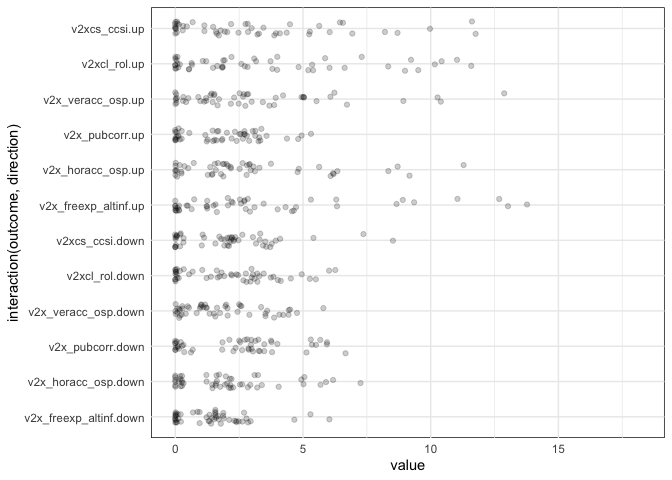 interaction(outcome, direction)
v2xcs_ccsi.up
v2xcl_rol.up
v2x_veracc_osp.up
v2x_pubcorr.up
v2x_horacc_osp.up
v2x_freexp_altinf.up
v2xcs_ccsi.down
v2xcl_rol.down
v2x_veracc_osp.down
v2x_pubcorr.down
v2x_horacc_osp.down
v2x_freexp_altinf.down
0 5 10 15
value